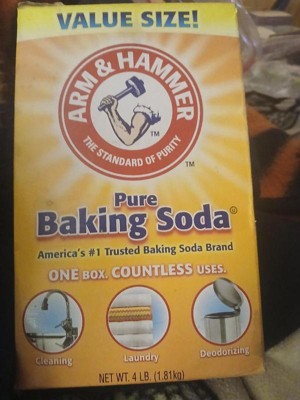 VALUE SIZE!
ARM & HAMMER
THE STANDARD OF PURITY
TM
TM
Pure
Baking Soda
America's #1 Trusted Baking Soda Brand
ONE BOX. COUNTLESS USES.
Cleaning
Laundry
Deodorizing
NET WT. 4 LB. (1.81kg)